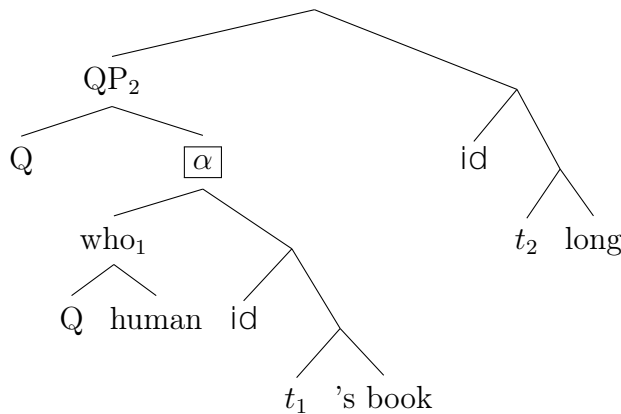 QP₂
Q α id
who₁ t₂ long
Q human id
t₁ 's book